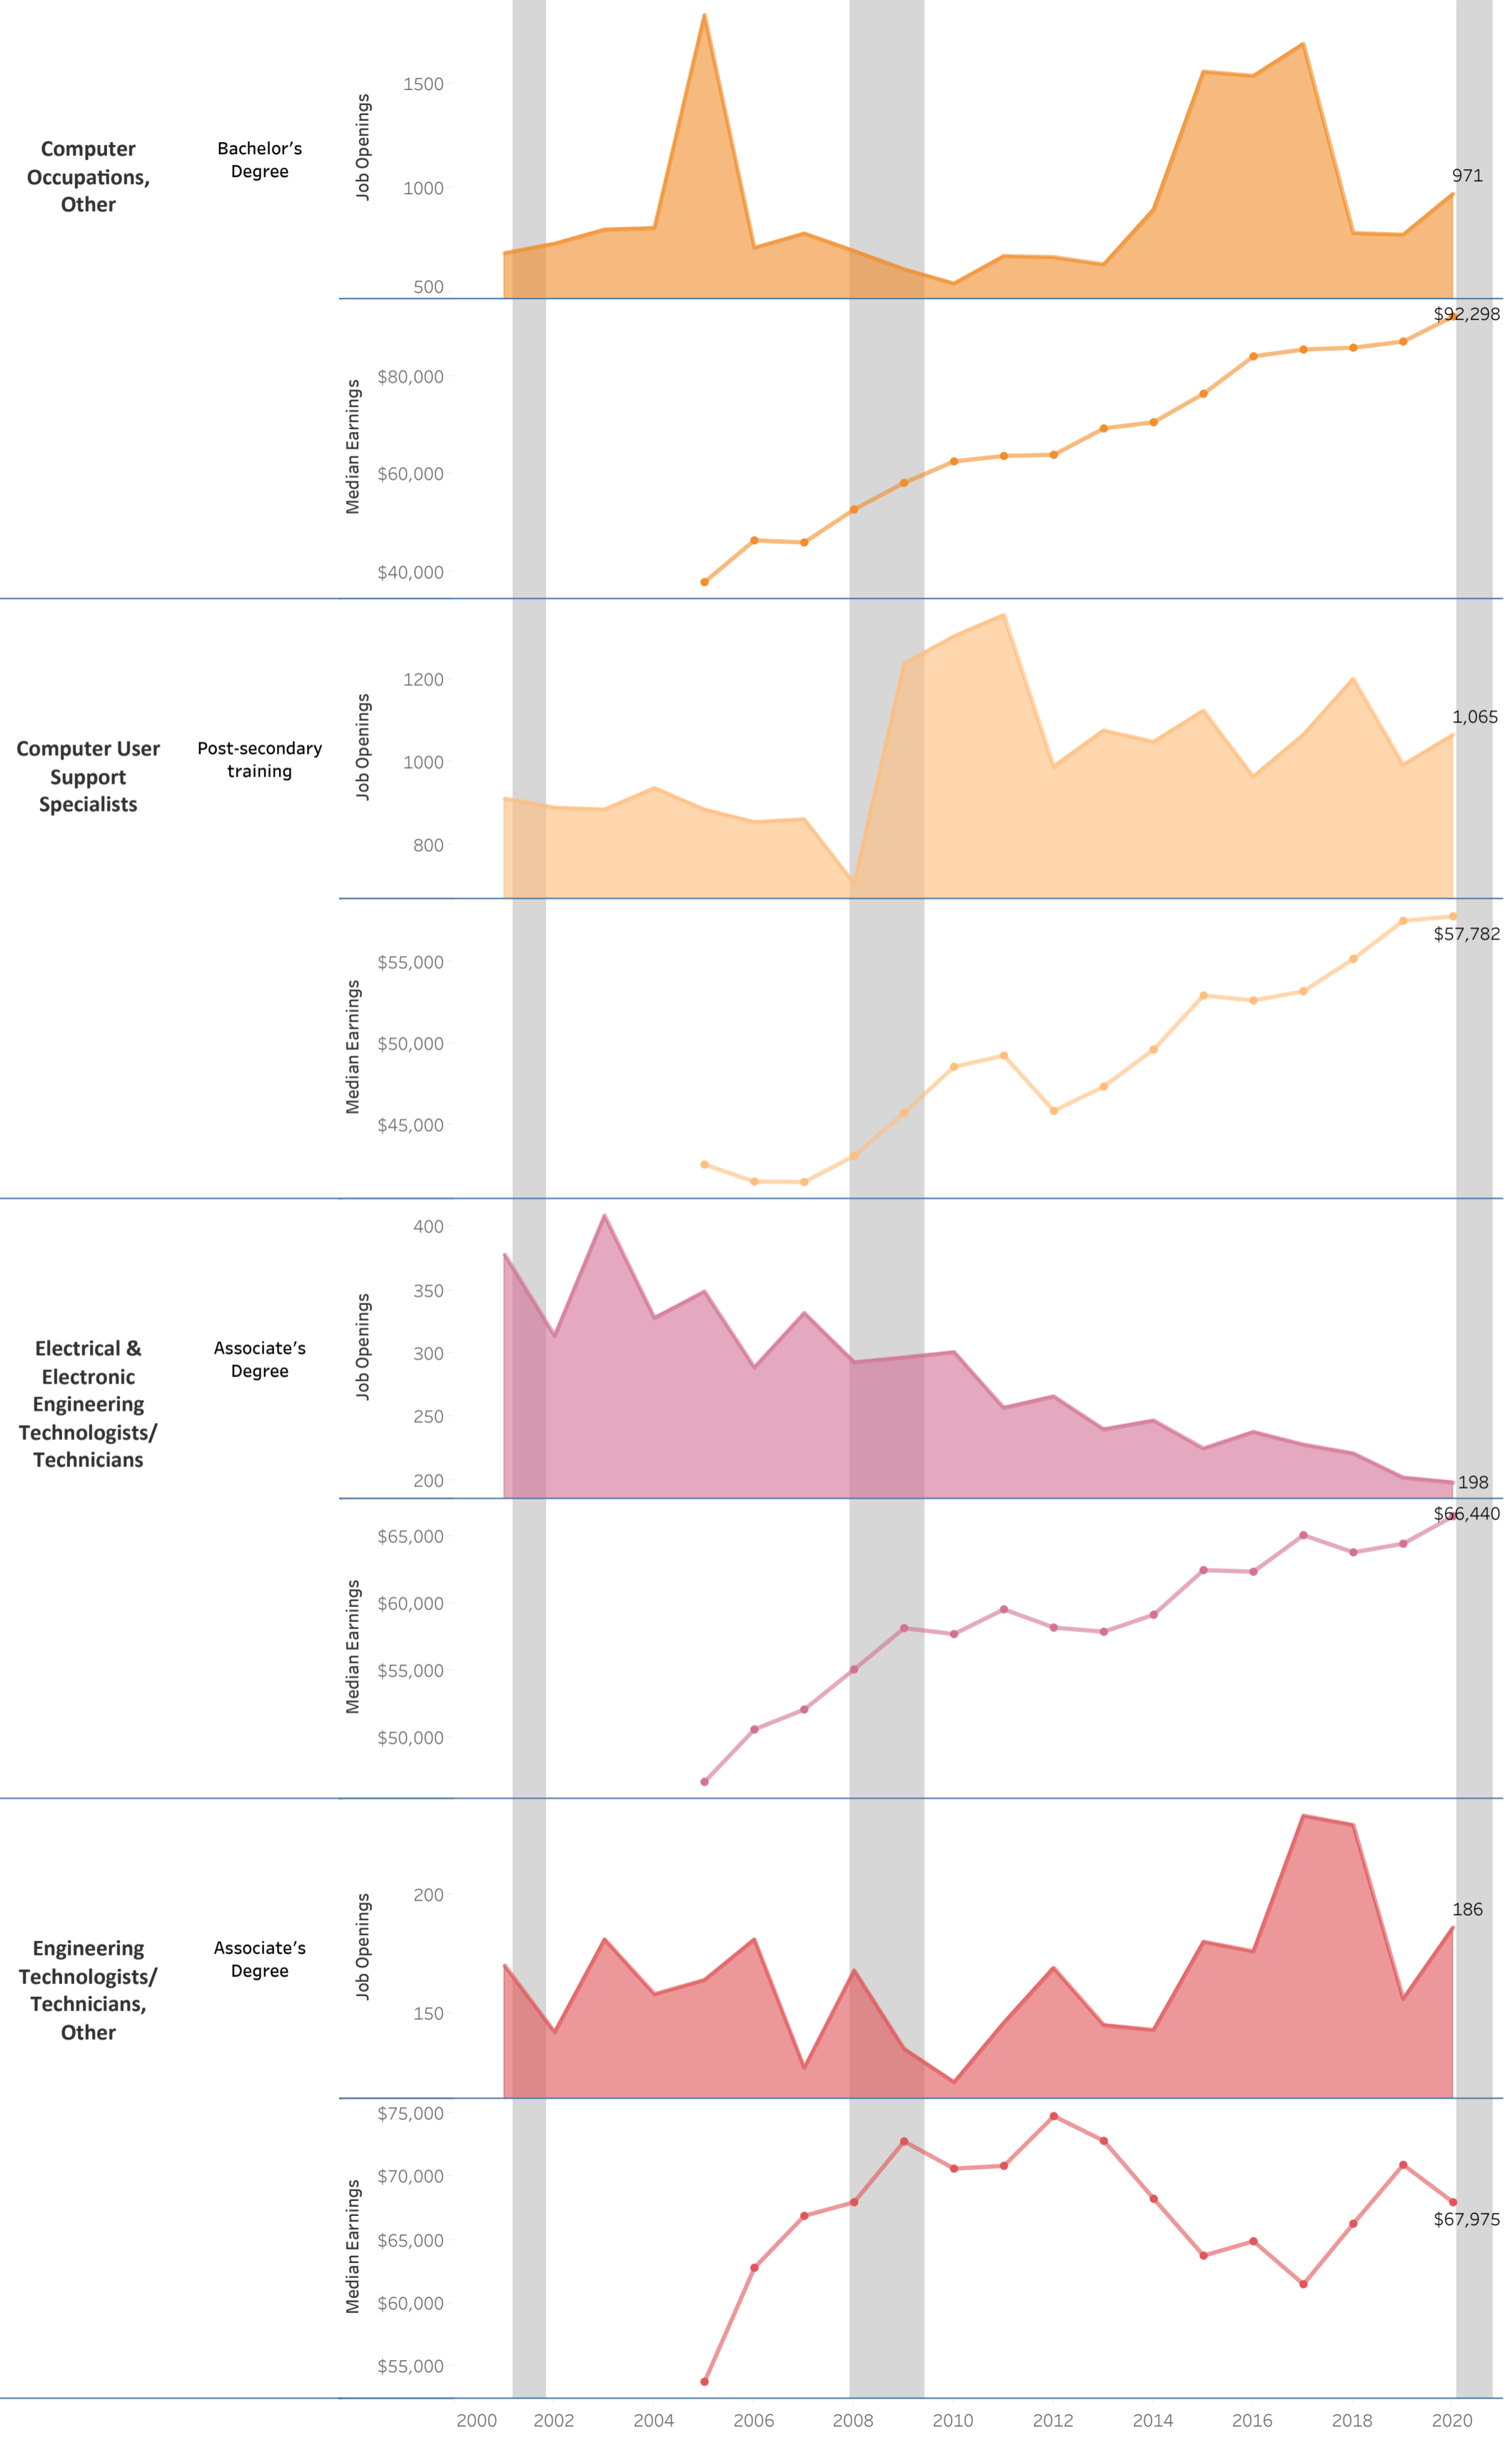 Computer
Occupations,
Other
Bachelor's
Degree
Job Openings
1500
1000
500
971
Median Earnings
$80,000
$60,000
$40,000
$92,298
Computer User
Support
Specialists
Post-secondary
training
Job Openings
1200
1000
800
1,065
Median Earnings
$55,000
$50,000
$45,000
$57,782
Electrical &
Electronic
Engineering
Technologists/
Technicians
Associate's
Degree
Job Openings
400
350
300
250
200
198
Median Earnings
$65,000
$60,000
$55,000
$50,000
$66,440
Engineering
Technologists/
Technicians,
Other
Associate's
Degree
Job Openings
200
150
186
Median Earnings
$75,000
$70,000
$65,000
$60,000
$55,000
$67,975
2000 2002 2004 2006 2008 2010 2012 2014 2016 2018 2020